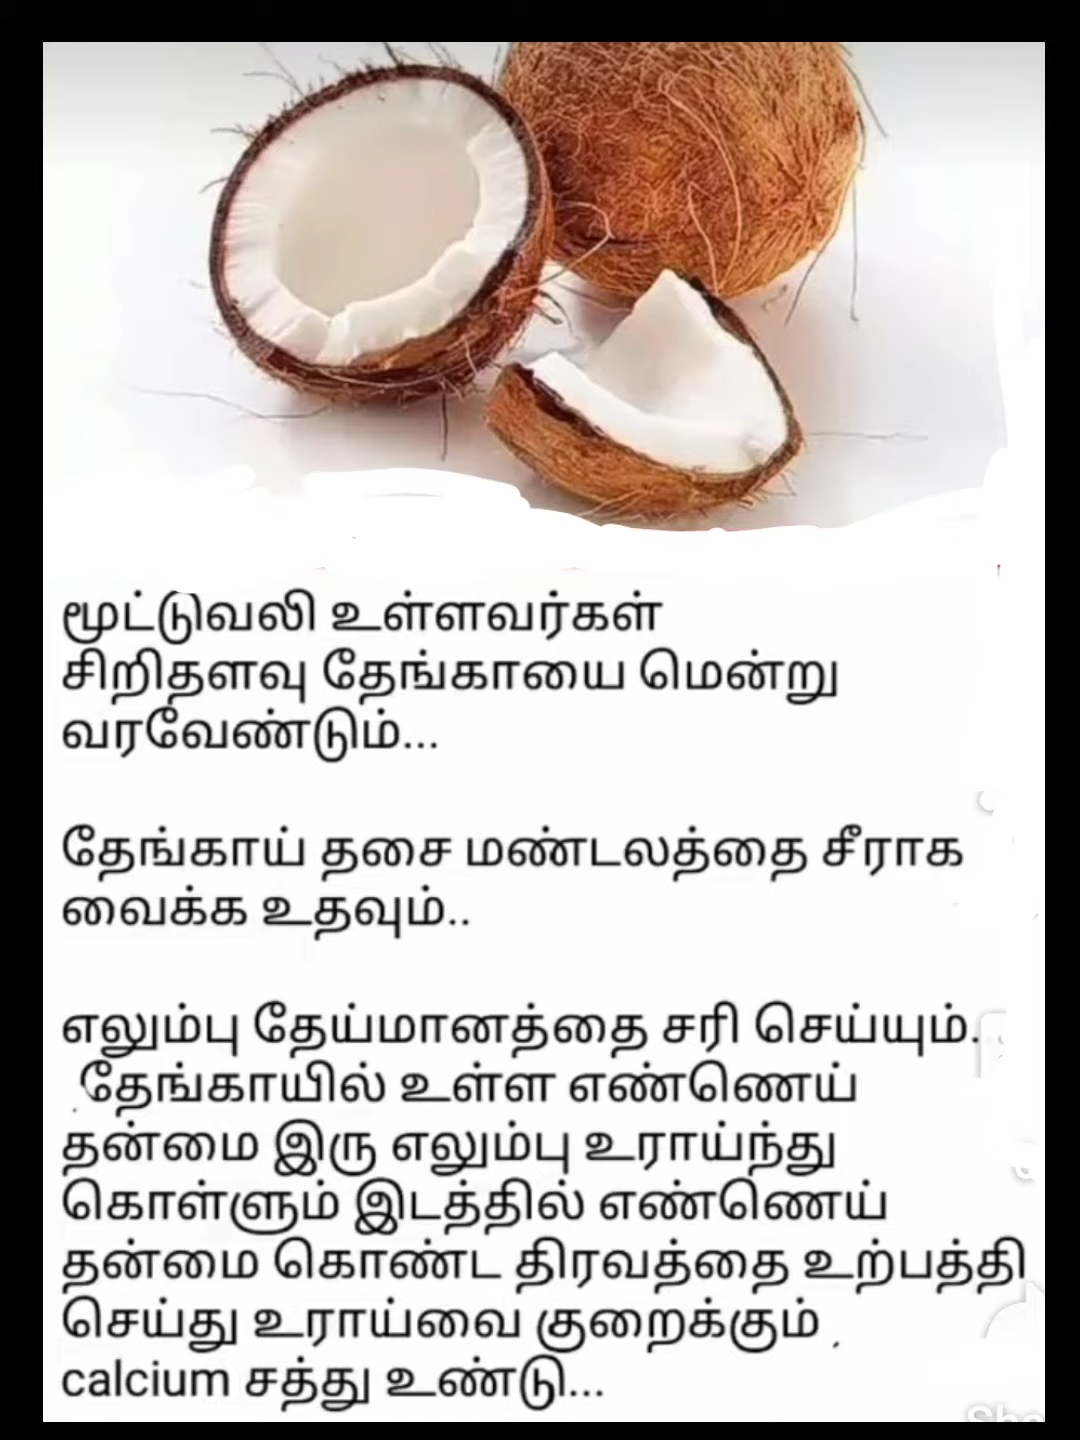 மூட்டுவலி உள்ளவர்கள்
சிறிதளவு தேங்காயை மென்று
வரவேண்டும்...
தேங்காய் தசை மண்டலத்தை சீராக
வைக்க உதவும்..
எலும்பு தேய்மானத்தை சரி செய்யும்.
தேங்காயில் உள்ள எண்ணெய்
தன்மை இரு எலும்பு உராய்ந்து
கொள்ளும் இடத்தில் எண்ணெய்
தன்மை கொண்ட திரவத்தை உற்பத்தி
செய்து உராய்வை குறைக்கும்
calcium சத்து உண்டு...